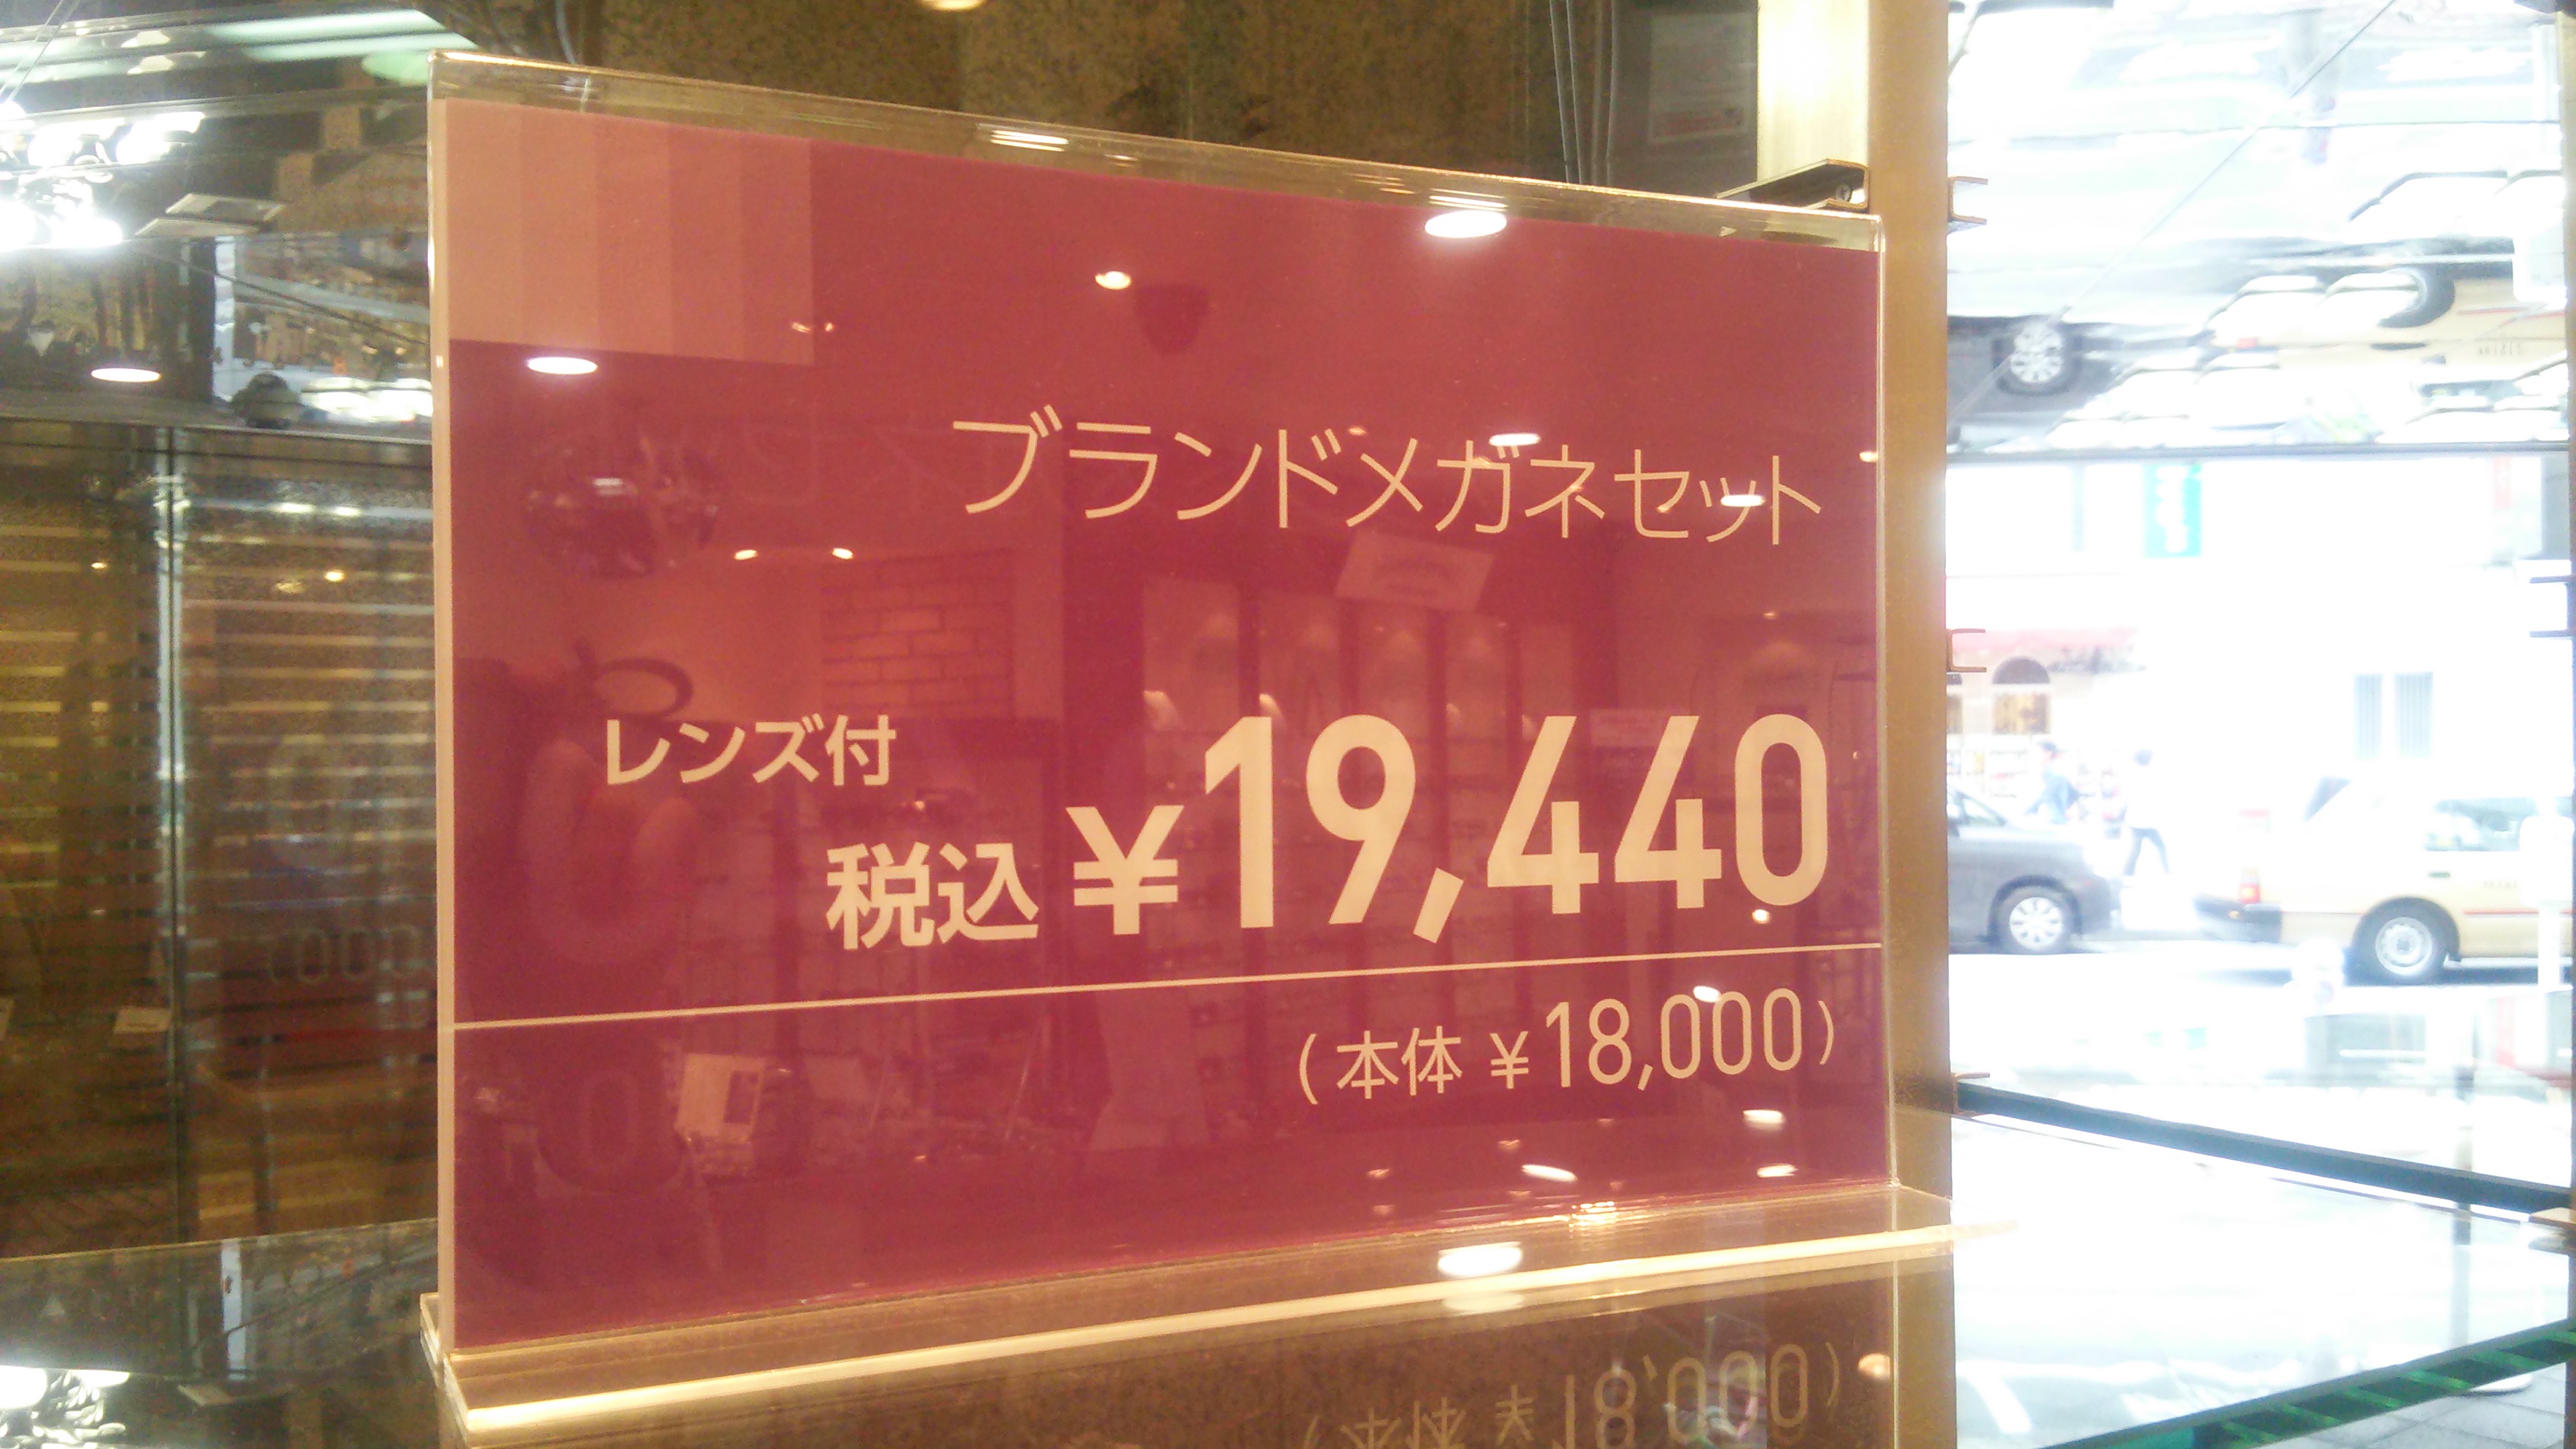 ブランドメガネセット
レンズ付
税込¥19,440
(本体 ¥18,000)